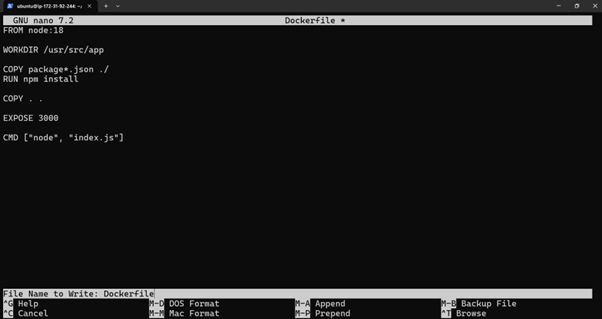 ubuntu@ip-172-31-92-244: ~/
GNU nano 7.2 Dockerfile *
FROM node:18
WORKDIR /usr/src/app
COPY package*.json ./
RUN npm install
COPY . .
EXPOSE 3000
CMD ["node", "index.js"]
File Name to Write: Dockerfile
^G Help M-D DOS Format M-A Append M-B Backup File
^C Cancel M-M Mac Format M-P Prepend ^T Browse